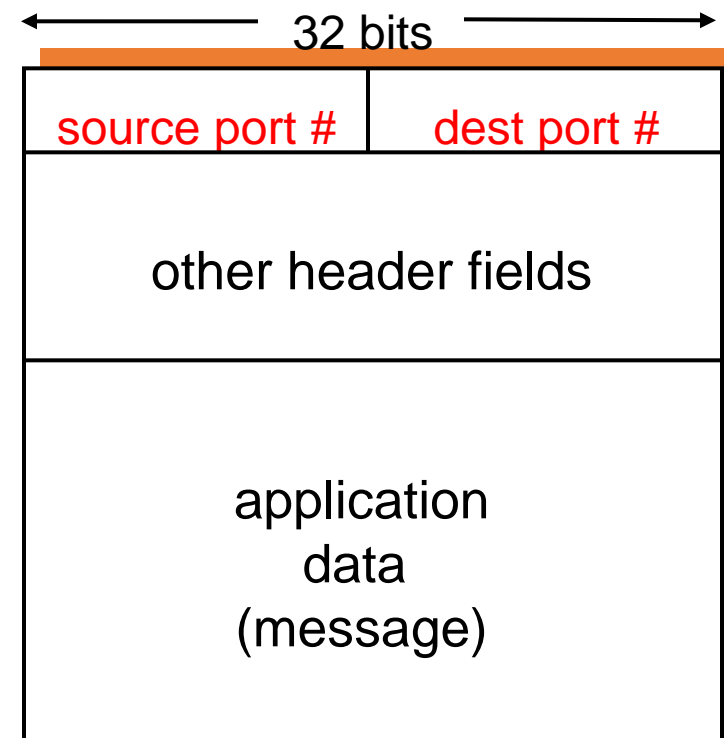 32 bits
source port # dest port #
other header fields
application
data
(message)